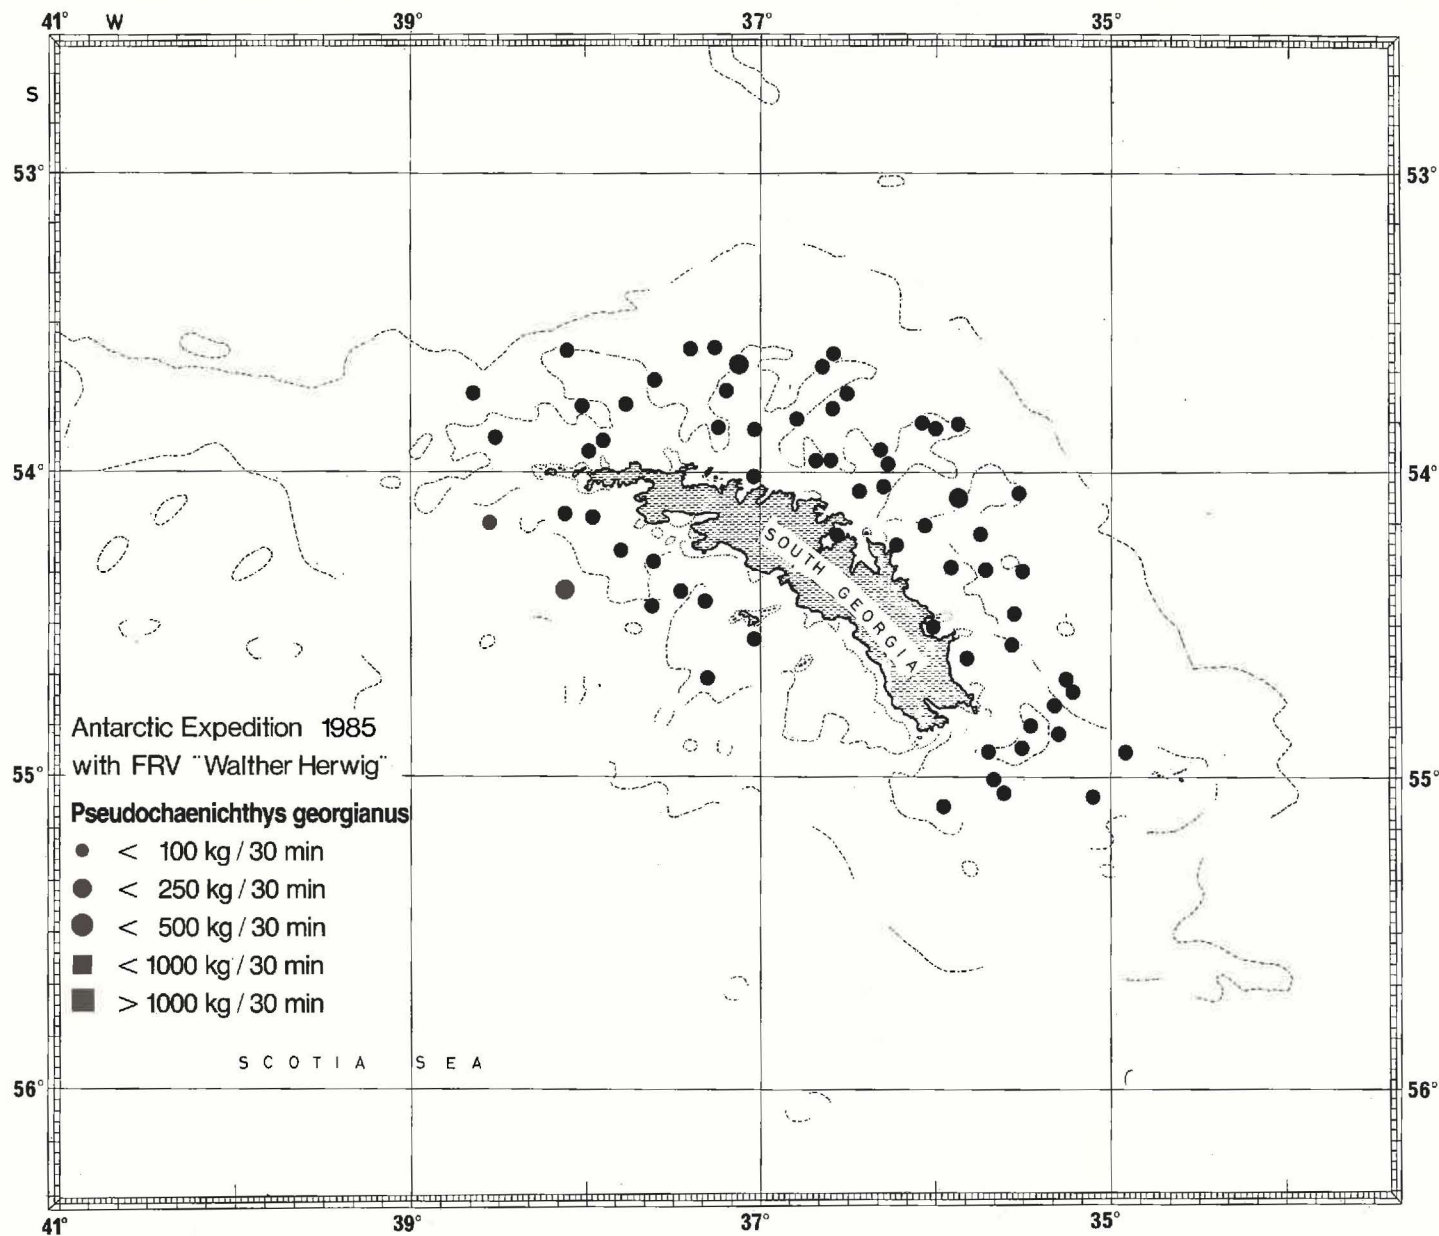 41° W 39° 37° 35°
S
53° 53°
54° 54°
SOUTH GEORGIA
Antarctic Expedition 1985
with FRV ¨Walther Herwig¨
55° 55°
Pseudochaenichthys georgianus
< 100 kg / 30 min
< 250 kg / 30 min
< 500 kg / 30 min
< 1000 kg / 30 min
> 1000 kg / 30 min
SCOTIA SEA
56° 56°
41° 39° 37° 35°